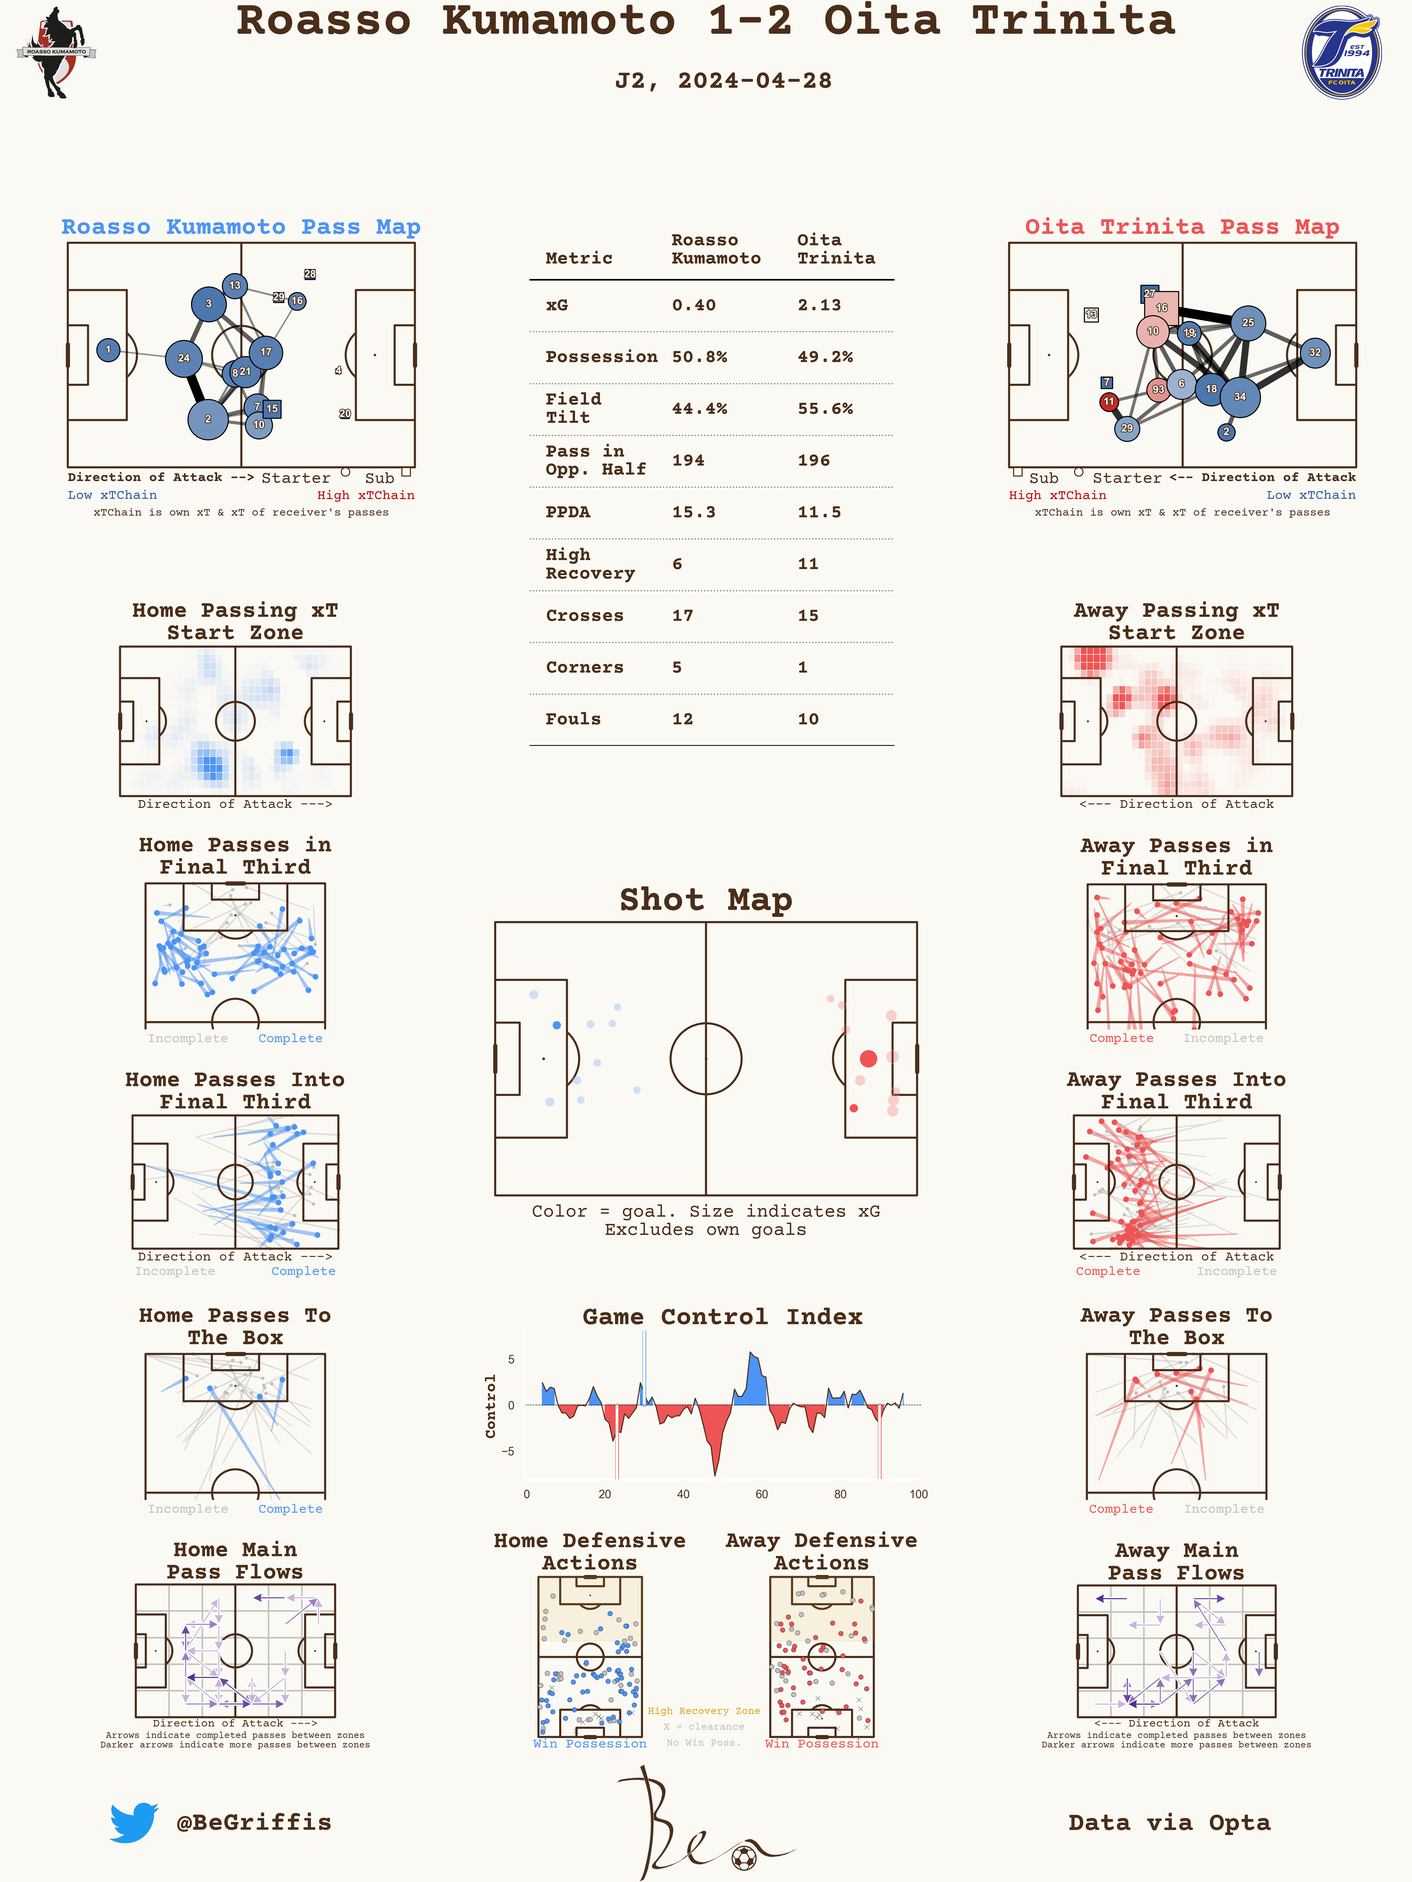 Roasso Kumamoto 1-2 Oita Trinita
J2, 2024-04-28
ROASSO KUMAMOTO
EST
1994
TRINITA
FC OITA
Roasso Kumamoto Pass Map
28
13
29
16
3
1
24
17
8
21
4
7
15
2
10
20
Direction of Attack --> Starter Sub
Low xTChain High xTChain
xTChain is own xT & xT of receiver's passes
Metric Roasso Kumamoto Oita Trinita
xG 0.40 2.13
Possession 50.8% 49.2%
Field Tilt 44.4% 55.6%
Pass in Opp. Half 194 196
PPDA 15.3 11.5
High Recovery 6 11
Crosses 17 15
Corners 5 1
Fouls 12 10
Oita Trinita Pass Map
27
16
13
10
19
25
32
7
93
6
18
34
11
29
2
Sub Starter <-- Direction of Attack
High xTChain Low xTChain
xTChain is own xT & xT of receiver's passes
Home Passing xT
Start Zone
Direction of Attack --->
Away Passing xT
Start Zone
<--- Direction of Attack
Home Passes in
Final Third
Incomplete Complete
Away Passes in
Final Third
Complete Incomplete
Shot Map
Color = goal. Size indicates xG
Excludes own goals
Home Passes Into
Final Third
Direction of Attack --->
Incomplete Complete
Away Passes Into
Final Third
<--- Direction of Attack
Complete Incomplete
Home Passes To
The Box
Incomplete Complete
Game Control Index
Control
5
0
−5
0 20 40 60 80 100
Away Passes To
The Box
Complete Incomplete
Home Main
Pass Flows
Direction of Attack --->
Arrows indicate completed passes between zones
Darker arrows indicate more passes between zones
Home Defensive
Actions
Win Possession
High Recovery Zone
X = clearance
No Win Poss.
Away Defensive
Actions
Win Possession
Away Main
Pass Flows
<--- Direction of Attack
Arrows indicate completed passes between zones
Darker arrows indicate more passes between zones
@BeGriffis
Ben
Data via Opta